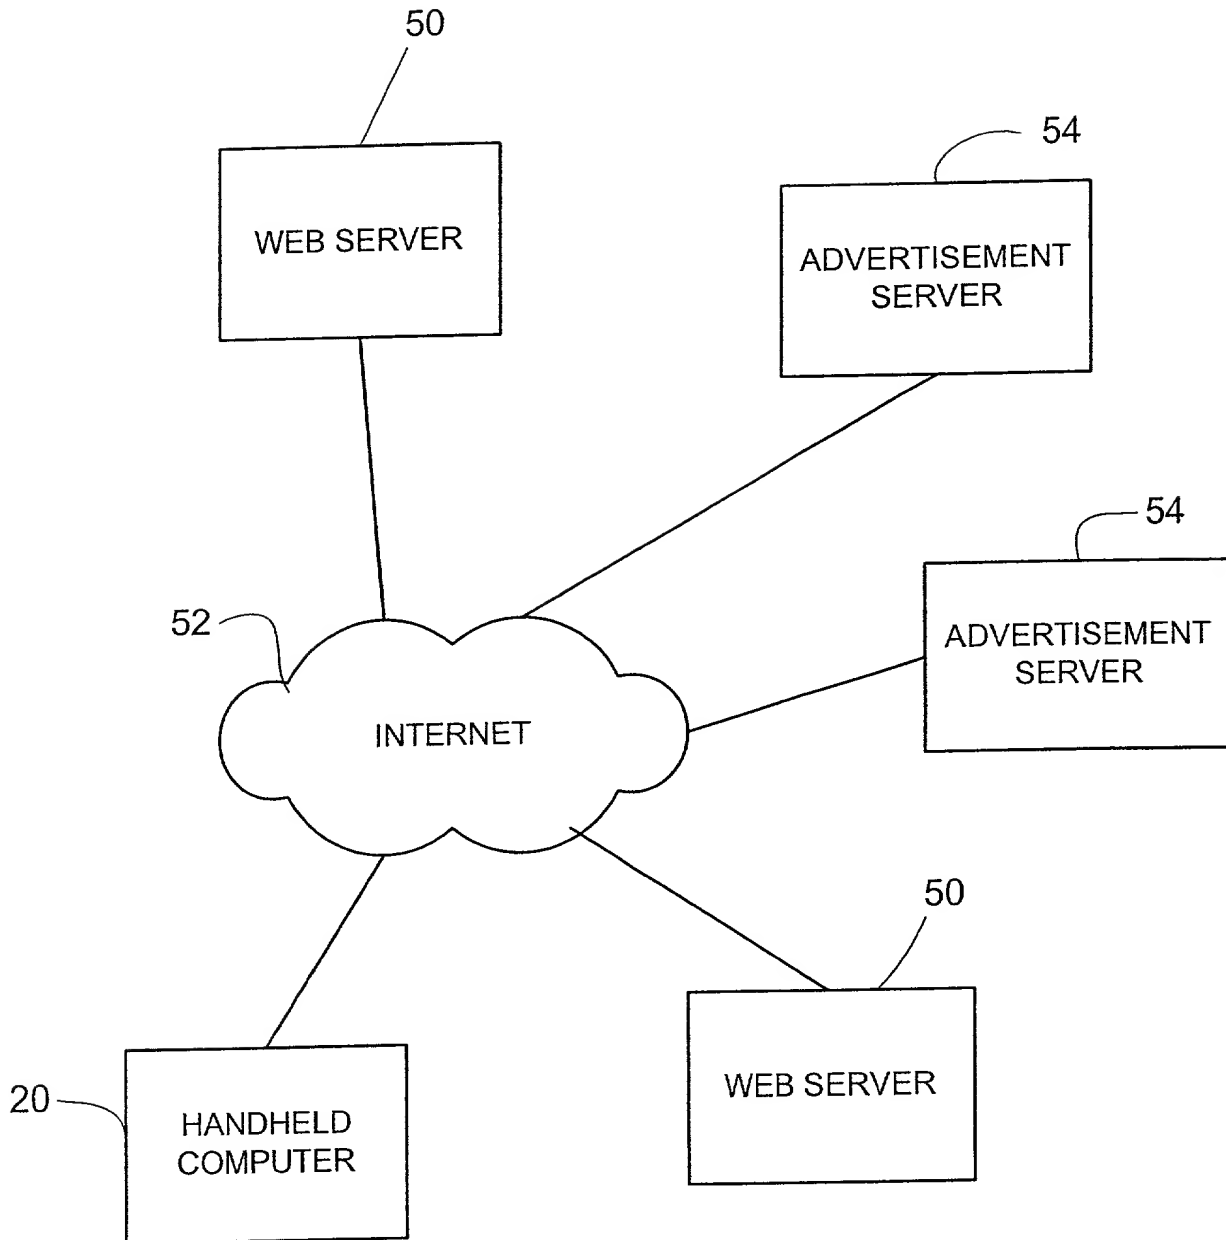 50
54
WEB SERVER
ADVERTISEMENT
SERVER
54
52
ADVERTISEMENT
SERVER
INTERNET
50
20
HANDHELD
COMPUTER
WEB SERVER